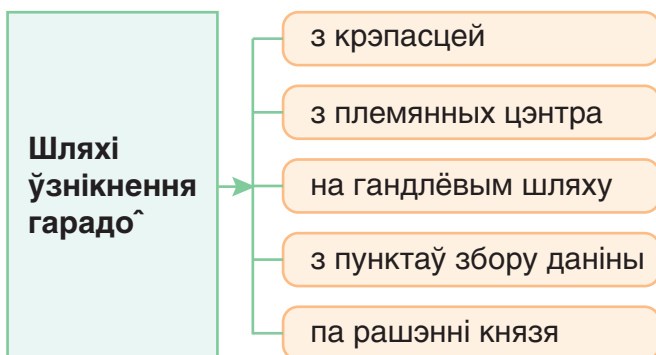 Шляхі
ўзнікнення
гарадоˆ
з крэпасцей
з племянных цэнтра
на гандлёвым шляху
з пунктаў збору даніны
па рашэнні князя